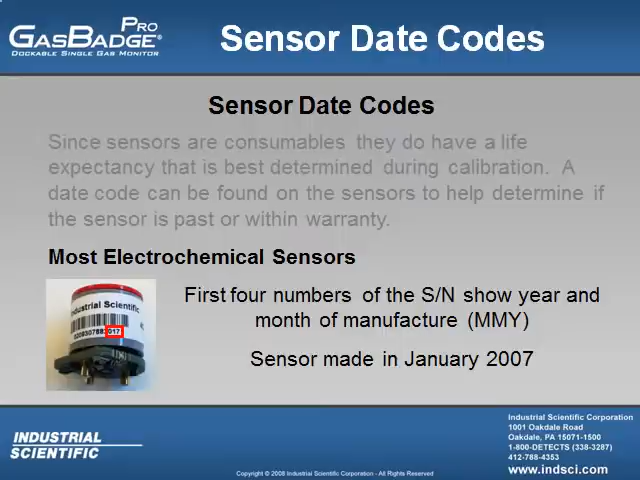 GASBADGE® PRO
DOCKABLE SINGLE GAS MONITOR
Sensor Date Codes
Sensor Date Codes
Since sensors are consumables they do have a life
expectancy that is best determined during calibration. A
date code can be found on the sensors to help determine if
the sensor is past or within warranty.
Most Electrochemical Sensors
Industrial Scientific
017
First four numbers of the S/N show year and
month of manufacture (MMY)
Sensor made in January 2007
INDUSTRIAL
SCIENTIFIC
Copyright © 2008 Industrial Scientific Corporation - All Rights Reserved
Industrial Scientific Corporation
1001 Oakdale Road
Oakdale, PA 15071-1500
1-800-DETECTS (338-3287)
412-788-4353
www.indsci.com